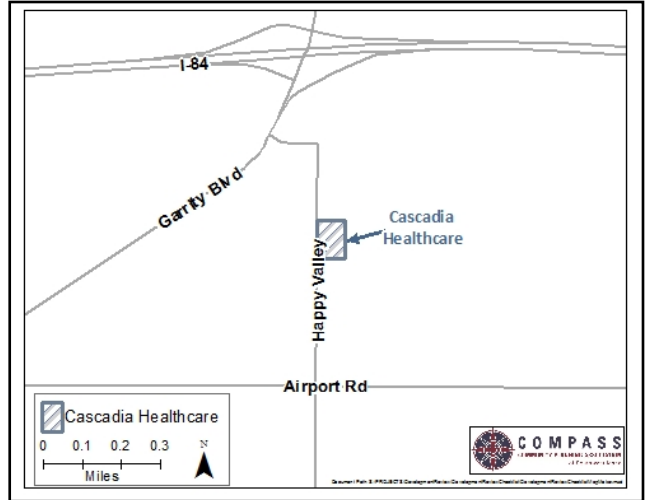 I-84
Garrity Blvd
Cascadia
Healthcare
Happy Valley
Airport Rd
Cascadia Healthcare
0 0.1 0.2 0.3
Miles
N
COMPASS